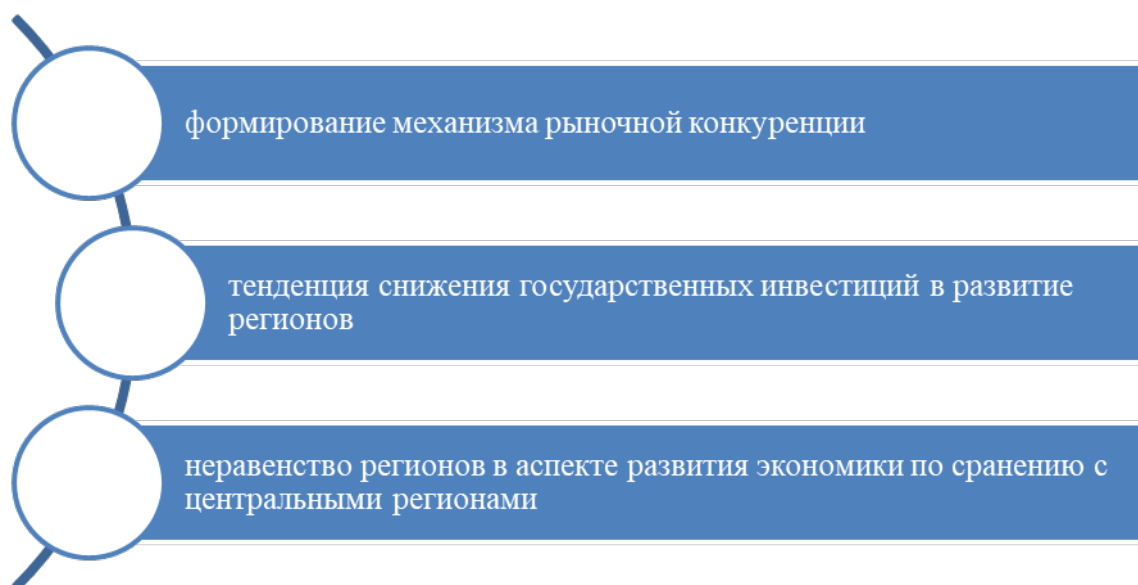 формирование механизма рыночной конкуренции
тенденция снижения государственных инвестиций в развитие
регионов
неравенство регионов в аспекте развития экономики по сранению с
центральными регионами